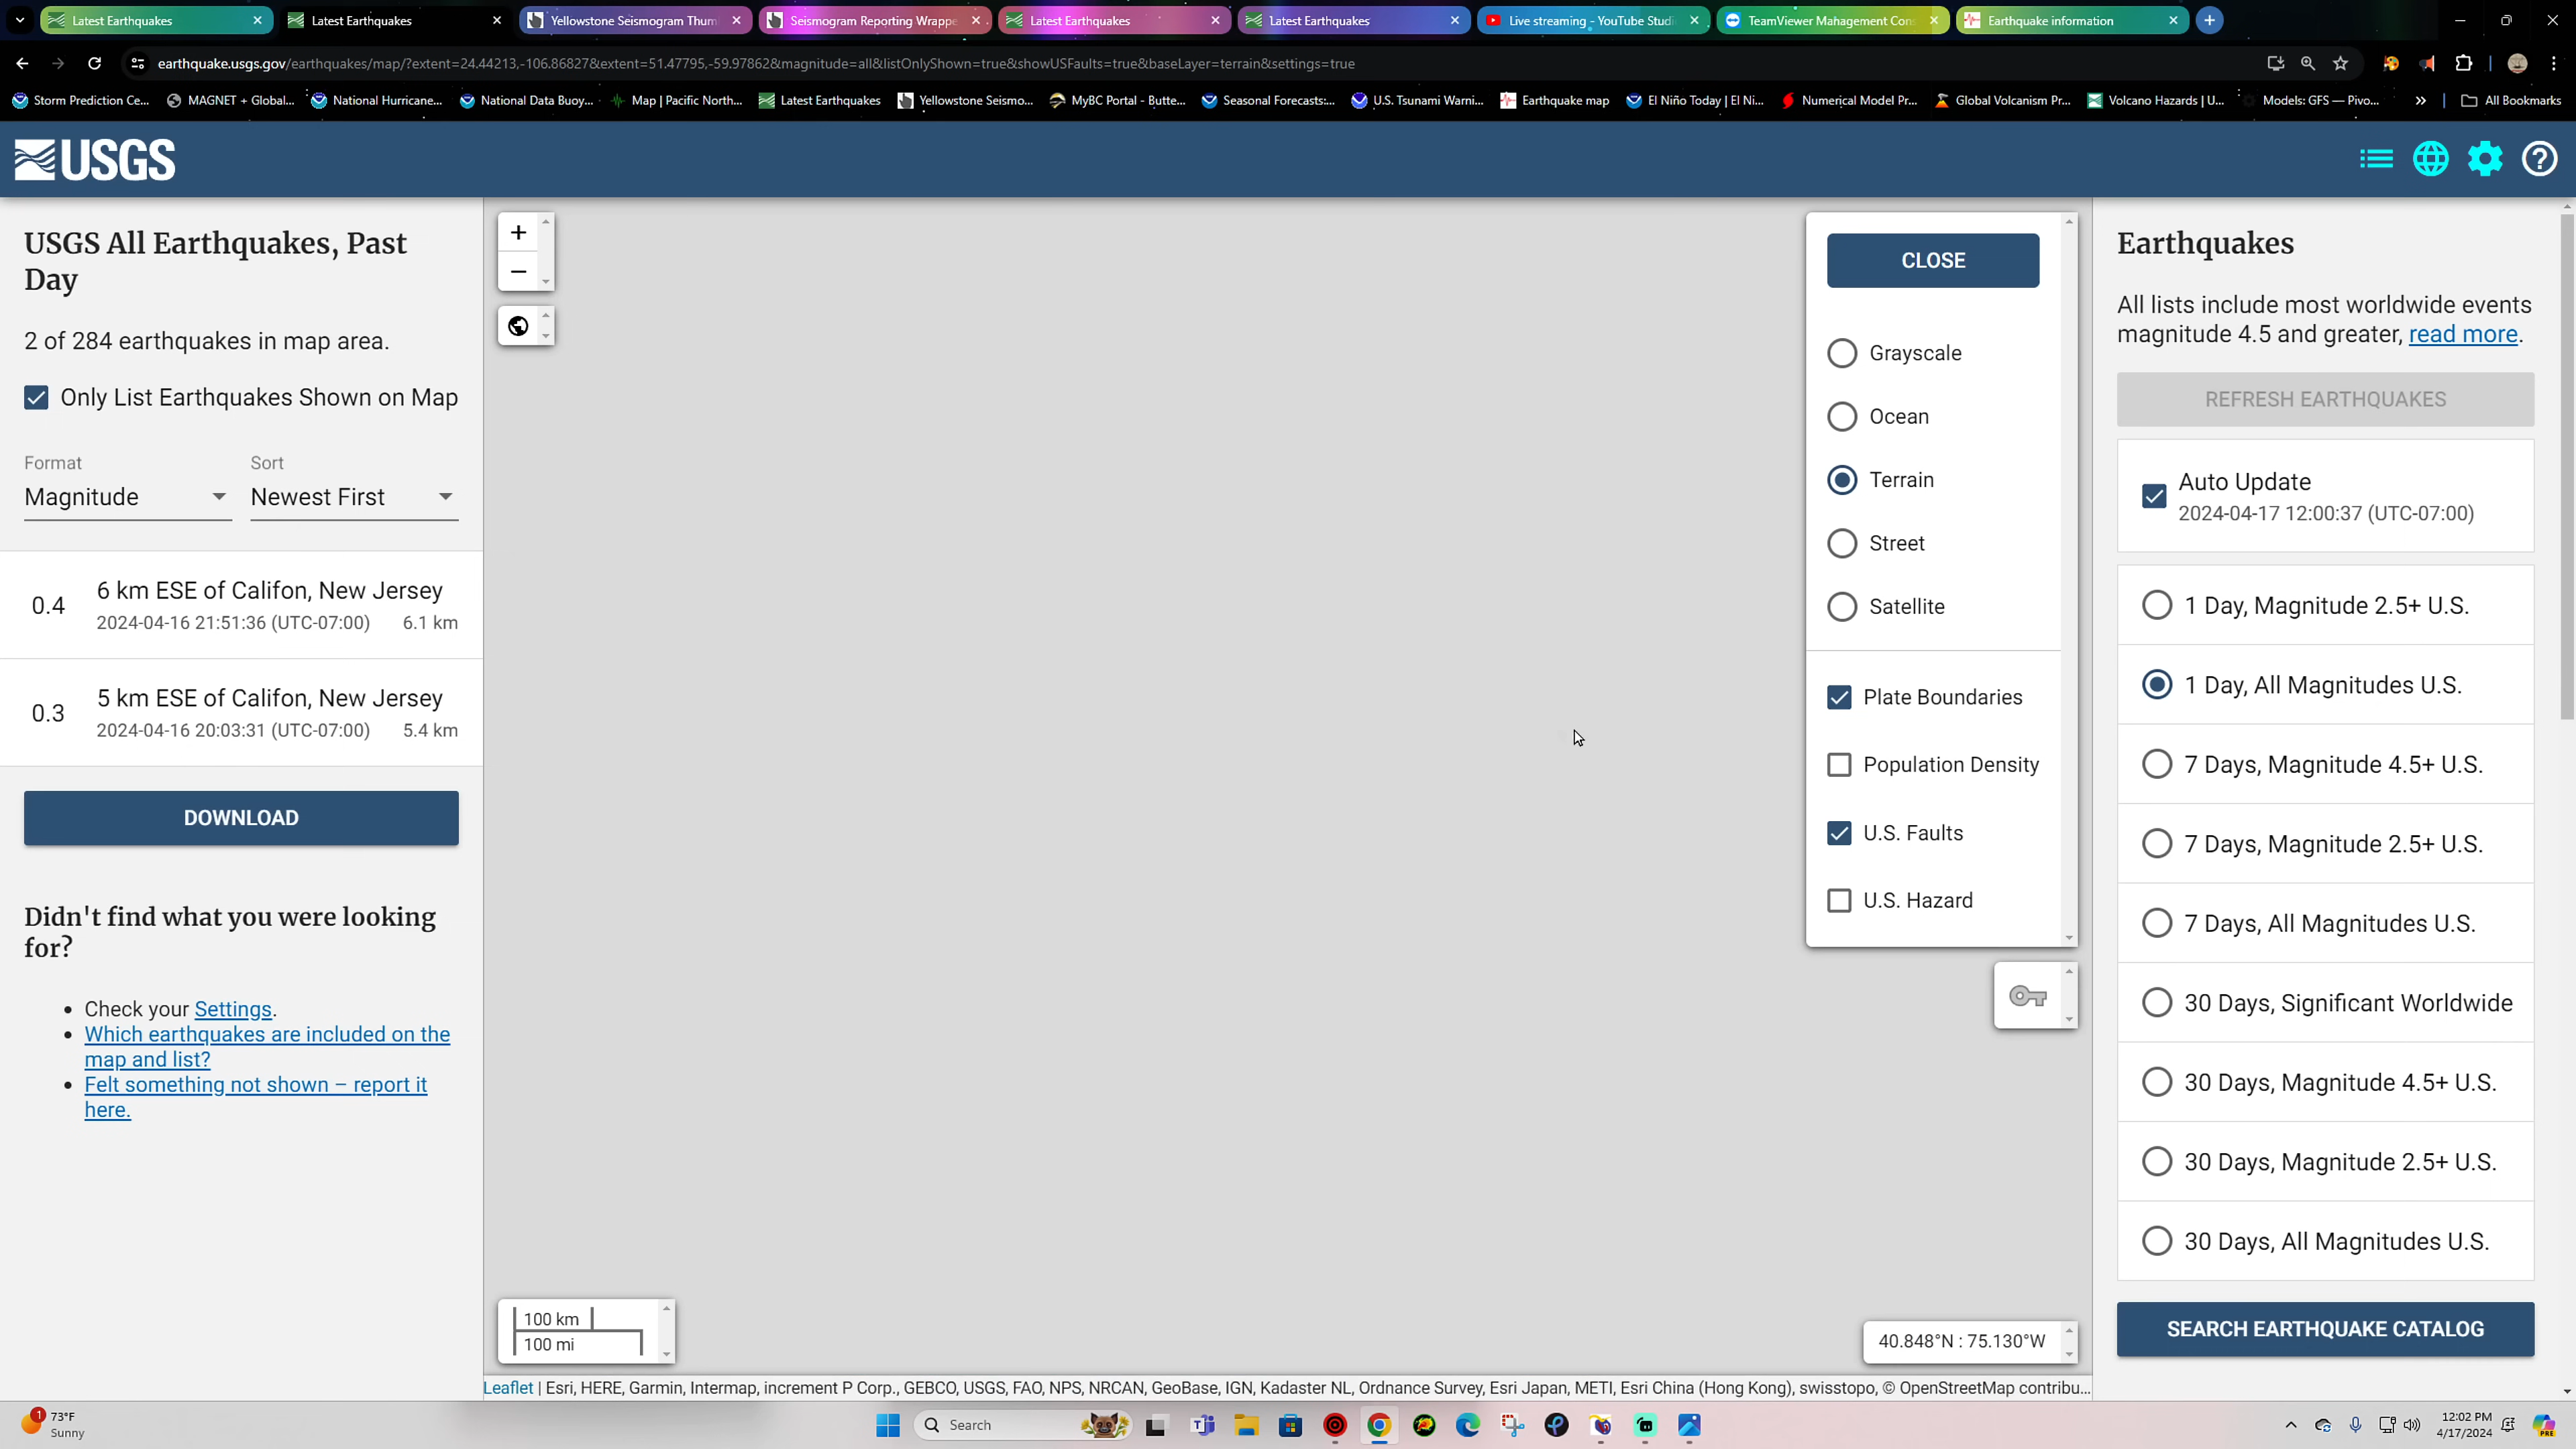 Latest Earthquakes
Latest Earthquakes
Yellowstone Seismogram Thum
Seismogram Reporting Wrappe
Latest Earthquakes
Latest Earthquakes
Live streaming - YouTube Studi
TeamViewer Management Con
Earthquake information
earthquake.usgs.gov/earthquakes/map/?extent=24.44213,-106.86827&extent=51.47795,-59.97862&magnitude=all&listOnlyShown=true&showUSFaults=true&baseLayer=terrain&settings=true
Storm Prediction Ce...
MAGNET + Global...
National Hurricane...
National Data Buoy...
Map | Pacific North...
Latest Earthquakes
Yellowstone Seismo...
MyBC Portal - Butte...
Seasonal Forecasts:...
U.S. Tsunami Warni...
Earthquake map
El Niño Today | El Ni...
Numerical Model Pr...
Global Volcanism Pr...
Volcano Hazards | U...
Models: GFS — Pivo...
»
All Bookmarks
USGS
USGS All Earthquakes, Past
Day
2 of 284 earthquakes in map area.
Only List Earthquakes Shown on Map
Format
Magnitude
Sort
Newest First
0.4
6 km ESE of Califon, New Jersey
2024-04-16 21:51:36 (UTC-07:00) 6.1 km
0.3
5 km ESE of Califon, New Jersey
2024-04-16 20:03:31 (UTC-07:00) 5.4 km
DOWNLOAD
Didn't find what you were looking
for?
Check your Settings.
Which earthquakes are included on the
map and list?
Felt something not shown – report it
here.
+
−
CLOSE
Grayscale
Ocean
Terrain
Street
Satellite
Plate Boundaries
Population Density
U.S. Faults
U.S. Hazard
100 km
100 mi
40.848°N : 75.130°W
Leaflet | Esri, HERE, Garmin, Intermap, increment P Corp., GEBCO, USGS, FAO, NPS, NRCAN, GeoBase, IGN, Kadaster NL, Ordnance Survey, Esri Japan, METI, Esri China (Hong Kong), swisstopo, © OpenStreetMap contribu...
Earthquakes
All lists include most worldwide events
magnitude 4.5 and greater, read more.
REFRESH EARTHQUAKES
Auto Update
2024-04-17 12:00:37 (UTC-07:00)
1 Day, Magnitude 2.5+ U.S.
1 Day, All Magnitudes U.S.
7 Days, Magnitude 4.5+ U.S.
7 Days, Magnitude 2.5+ U.S.
7 Days, All Magnitudes U.S.
30 Days, Significant Worldwide
30 Days, Magnitude 4.5+ U.S.
30 Days, Magnitude 2.5+ U.S.
30 Days, All Magnitudes U.S.
SEARCH EARTHQUAKE CATALOG
1
73°F
Sunny
Search
12:02 PM
4/17/2024
PRE